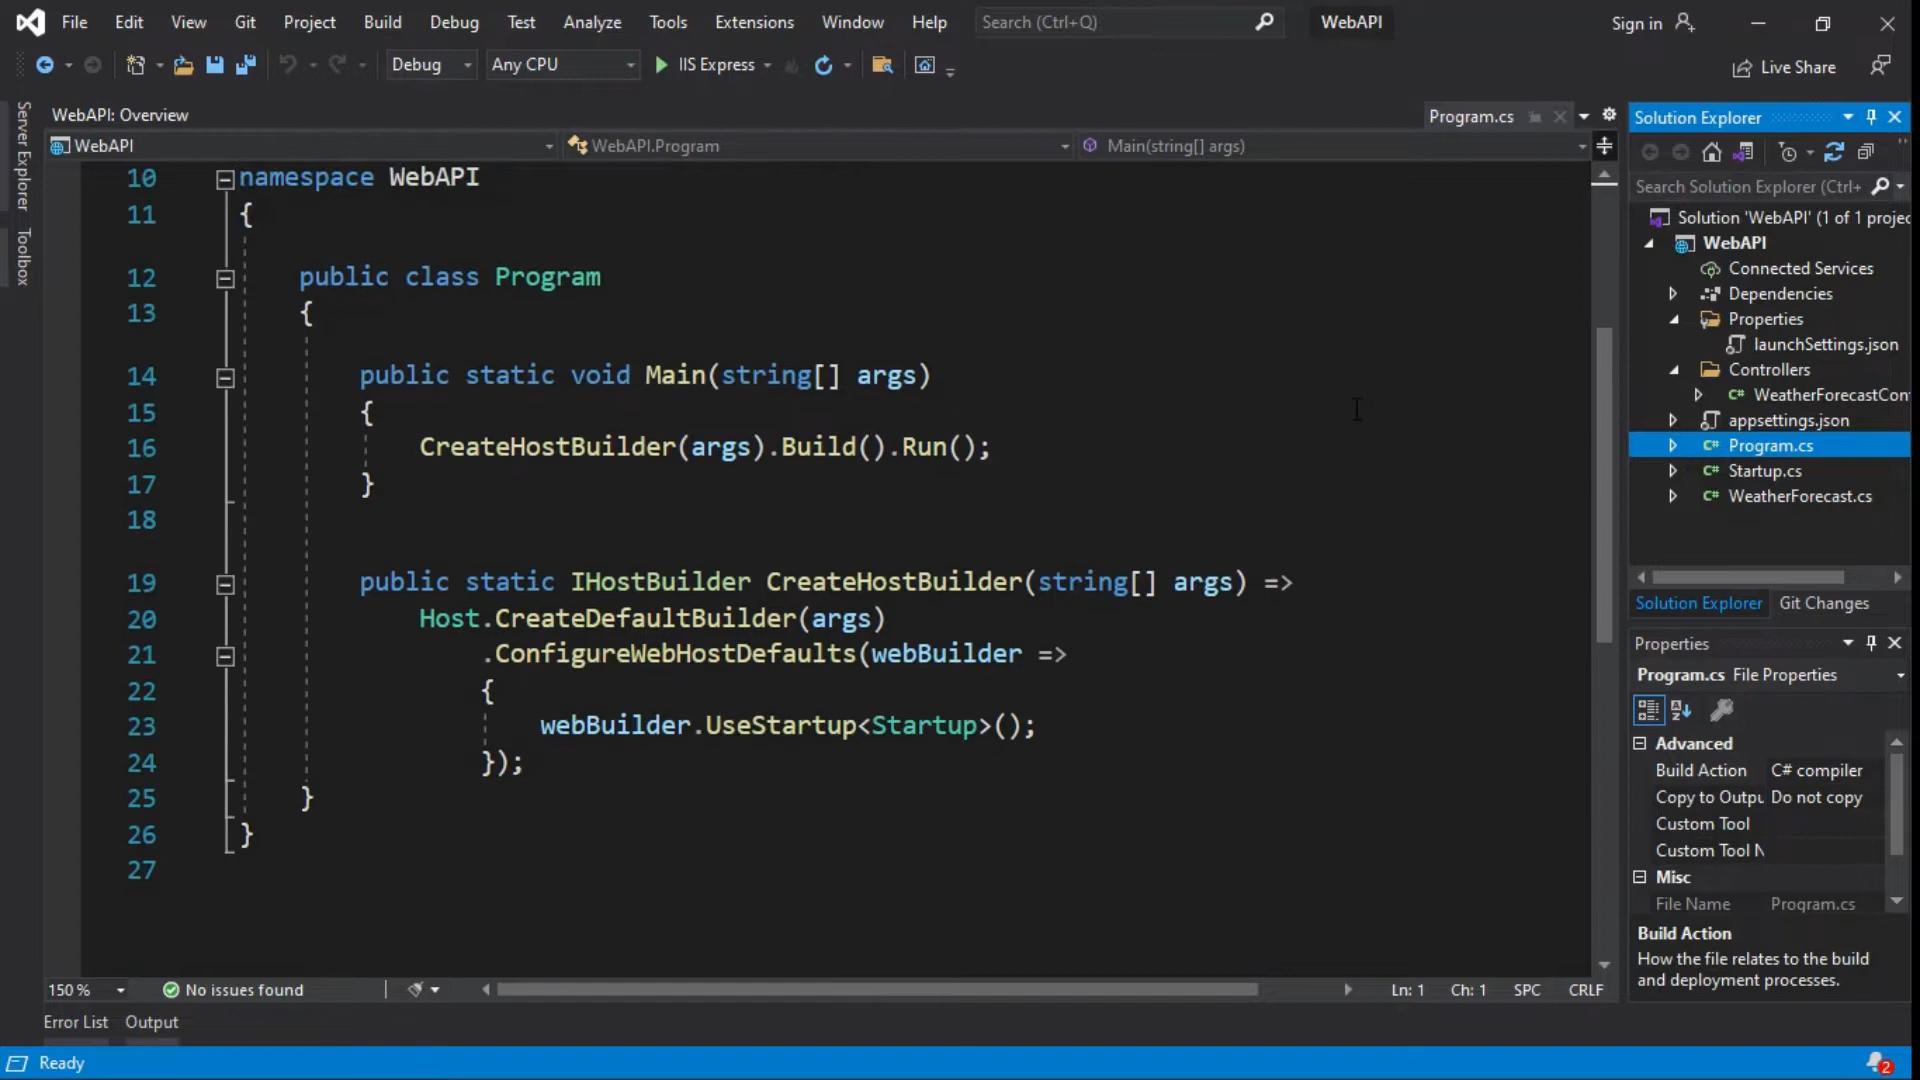 File Edit View Git Project Build Debug Test Analyze Tools Extensions Window Help Search (Ctrl+Q) WebAPI Sign in
Debug Any CPU IIS Express Live Share
Server Explorer
Toolbox
WebAPI: Overview Program.cs
WebAPI WebAPI.Program Main(string[] args)
10 namespace WebAPI
11 {
12 public class Program
13 {
14 public static void Main(string[] args)
15 {
16 CreateHostBuilder(args).Build().Run();
17 }
18
19 public static IHostBuilder CreateHostBuilder(string[] args) =>
20 Host.CreateDefaultBuilder(args)
21 .ConfigureWebHostDefaults(webBuilder =>
22 {
23 webBuilder.UseStartup<Startup>();
24 });
25 }
26 }
27
150 % No issues found Ln: 1 Ch: 1 SPC CRLF
Error List Output
Ready
2
Solution Explorer
Search Solution Explorer (Ctrl+
Solution 'WebAPI' (1 of 1 projec
WebAPI
Connected Services
Dependencies
Properties
launchSettings.json
Controllers
C# WeatherForecastCon
appsettings.json
C# Program.cs
C# Startup.cs
C# WeatherForecast.cs
Solution Explorer Git Changes
Properties
Program.cs File Properties
Advanced
Build Action C# compiler
Copy to Outpu Do not copy
Custom Tool
Custom Tool N
Misc
File Name Program.cs
Build Action
How the file relates to the build
and deployment processes.